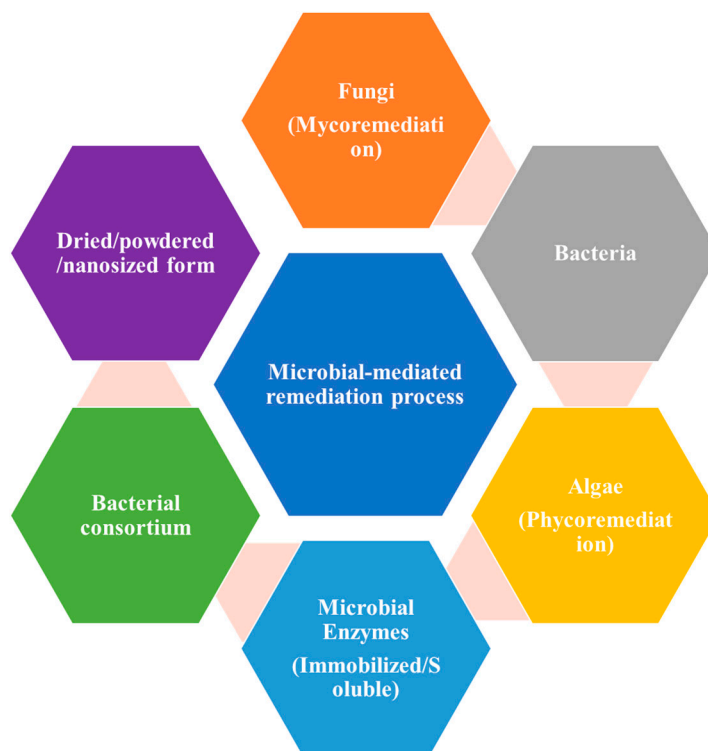 Fungi
(Mycoremediati
on)
Dried/powdered
/nanosized form
Bacteria
Microbial-mediated
remediation process
Bacterial
consortium
Algae
(Phycoremediat
ion)
Microbial
Enzymes
(Immobilized/S
oluble)